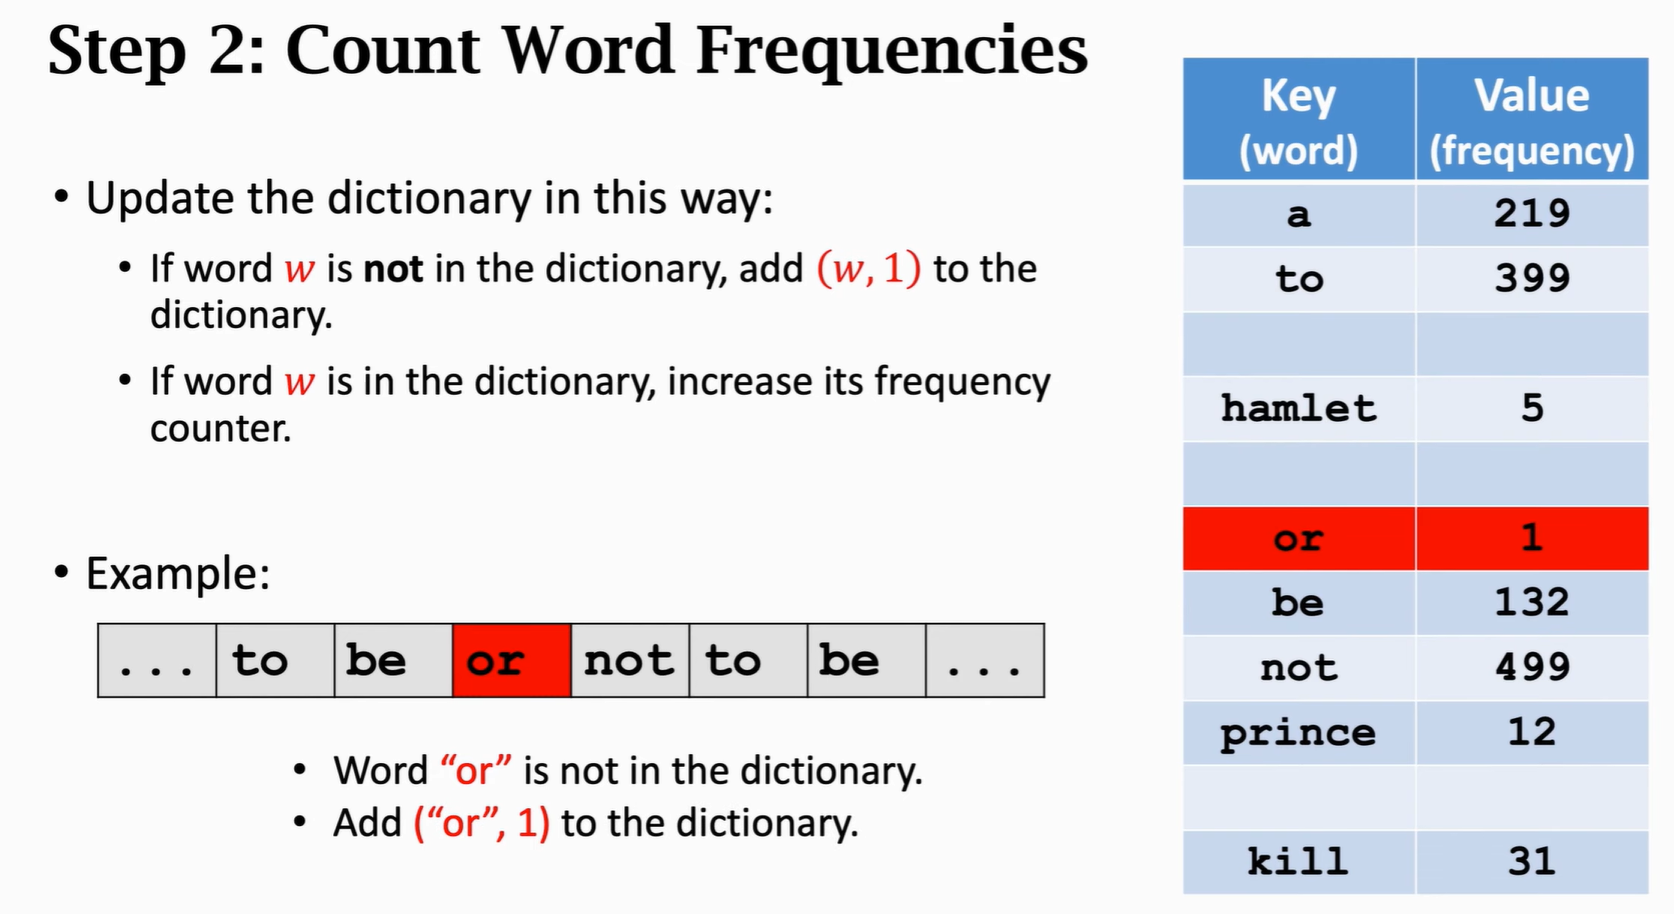 Step 2: Count Word Frequencies
• Update the dictionary in this way:
• If word w is not in the dictionary, add (w, 1) to the
dictionary.
• If word w is in the dictionary, increase its frequency
counter.
• Example:
... to be or not to be ...
• Word “or” is not in the dictionary.
• Add (“or”, 1) to the dictionary.
Key Value
(word) (frequency)
a 219
to 399
hamlet 5
or 1
be 132
not 499
prince 12
kill 31